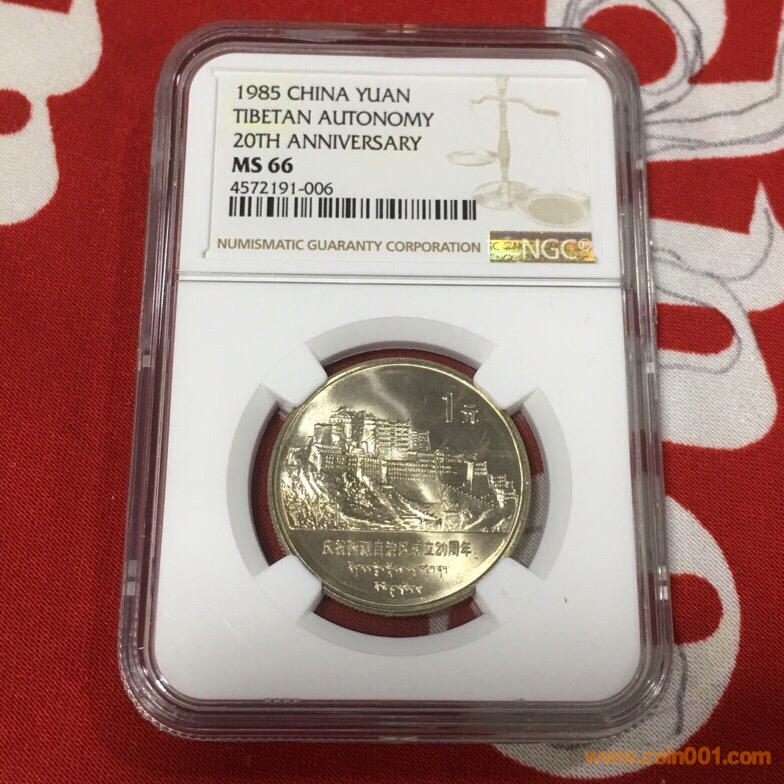 1985 CHINA YUAN
TIBETAN AUTONOMY
20TH ANNIVERSARY
MS 66
4572191-006
NUMISMATIC GUARANTY CORPORATION
NGC®
1元
庆祝西藏自治区成立20周年
www.coin001.com